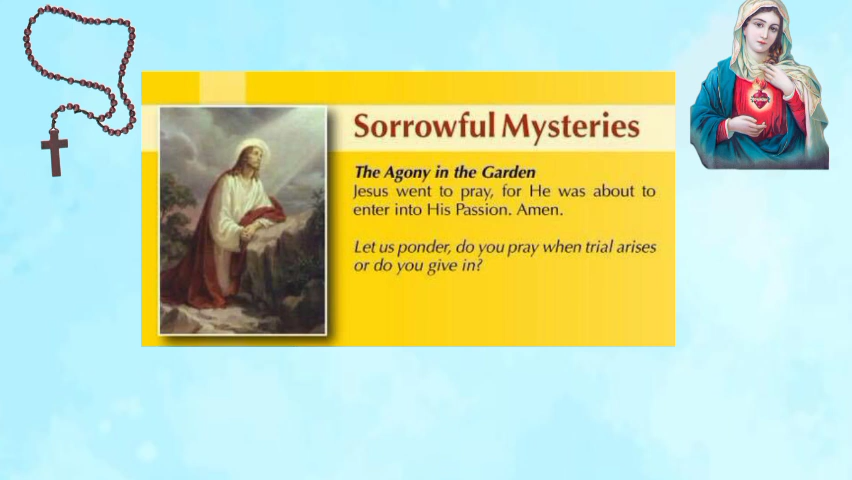 Sorrowful Mysteries
The Agony in the Garden
Jesus went to pray, for He was about to
enter into His Passion. Amen.
Let us ponder, do you pray when trial arises
or do you give in?